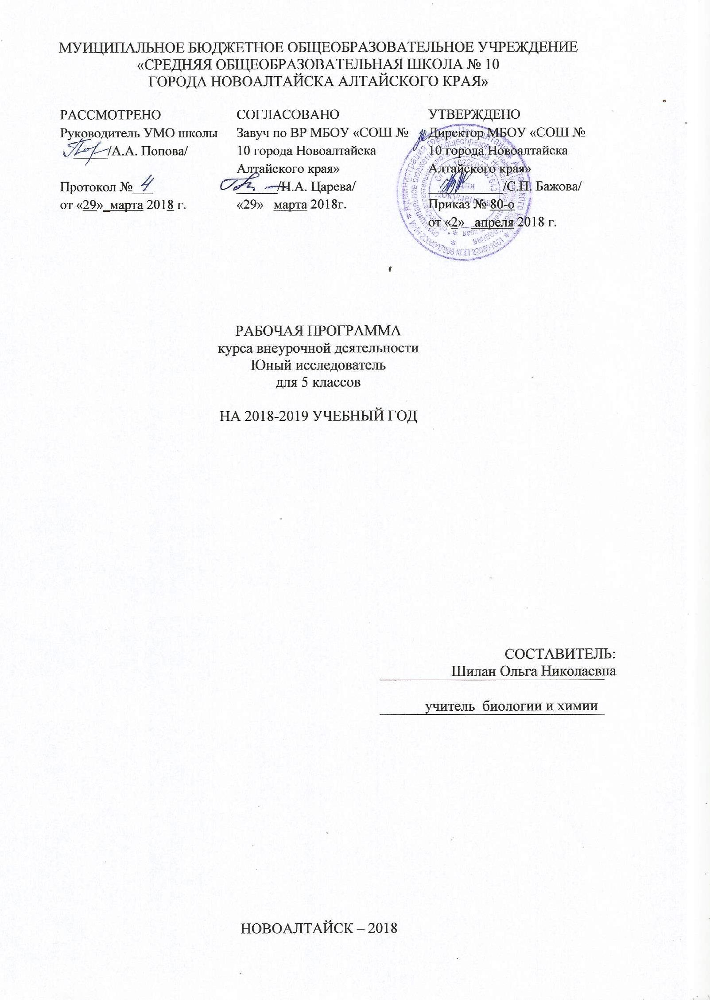 МУИЦИПАЛЬНОЕ БЮДЖЕТНОЕ ОБЩЕОБРАЗОВАТЕЛЬНОЕ УЧРЕЖДЕНИЕ
«СРЕДНЯЯ ОБЩЕОБРАЗОВАТЕЛЬНАЯ ШКОЛА № 10
ГОРОДА НОВОАЛТАЙСКА АЛТАЙСКОГО КРАЯ»
РАССМОТРЕНО
Руководитель УМО школы
/А.А. Попова/
Протокол № 4
от «29» марта 2018 г.
СОГЛАСОВАНО
Завуч по ВР МБОУ «СОШ №
10 города Новоалтайска
Алтайского края»
/Н.А. Царева/
«29» марта 2018г.
УТВЕРЖДЕНО
Директор МБОУ «СОШ №
10 города Новоалтайска
Алтайского края»
/С.П. Бажова/
Приказ № 80-о
от «2» апреля 2018 г.
РАБОЧАЯ ПРОГРАММА
курса внеурочной деятельности
Юный исследователь
для 5 классов
НА 2018-2019 УЧЕБНЫЙ ГОД
СОСТАВИТЕЛЬ:
Шилан Ольга Николаевна
учитель биологии и химии
НОВОАЛТАЙСК – 2018